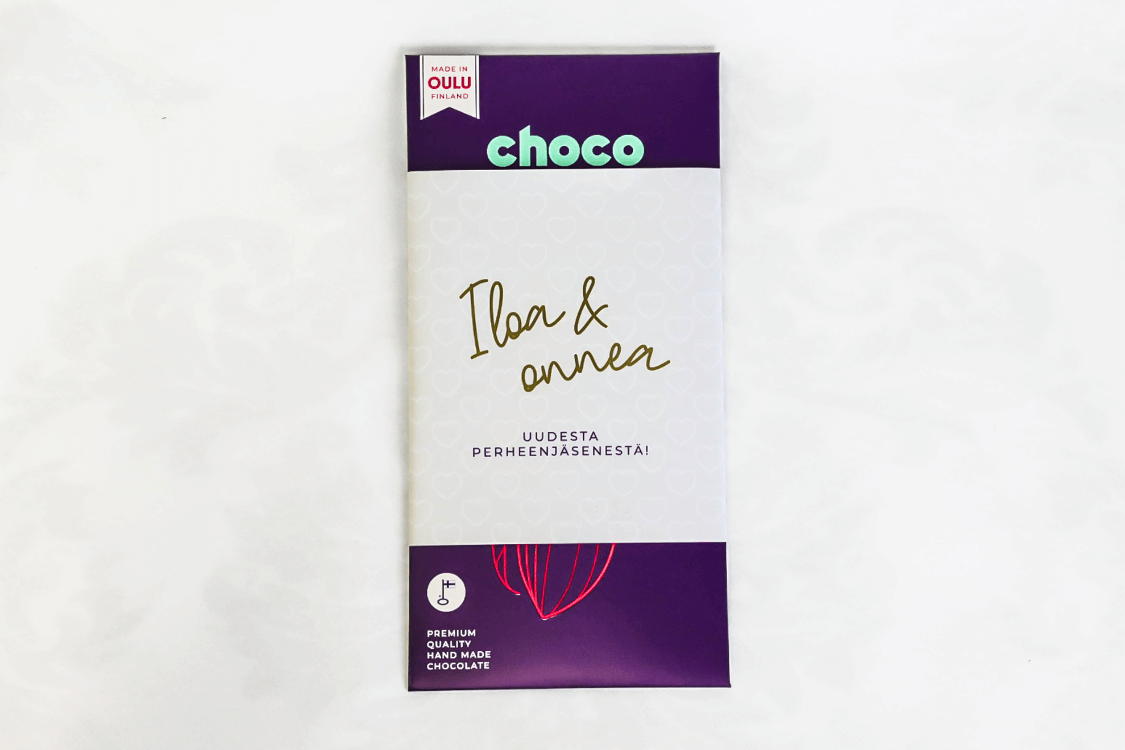 MADE IN
OULU
FINLAND
choco
Iloa &
onnea
UUDESTA
PERHEENJÄSENESTÄ!
PREMIUM
QUALITY
HAND MADE
CHOCOLATE